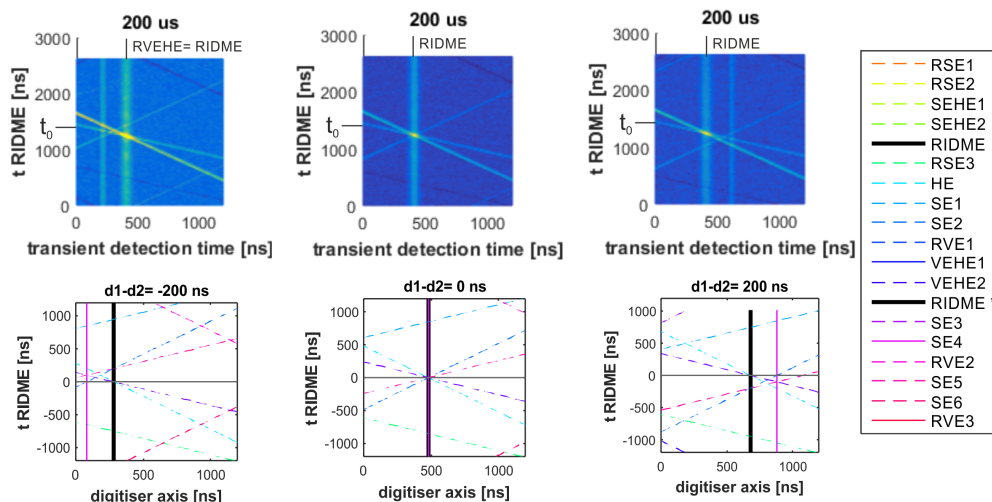 200 us
RVEHE= RIDME
3000
2000
1000
0
t0
t RIDME [ns]
0 500 1000
transient detection time [ns]
200 us
RIDME
3000
2000
1000
0
t0
t RIDME [ns]
0 500 1000
transient detection time [ns]
200 us
RIDME
3000
2000
1000
0
t0
t RIDME [ns]
0 500 1000
transient detection time [ns]
d1-d2= -200 ns
1000
500
0
-500
-1000
t RIDME [ns]
0 500 1000
digitiser axis [ns]
d1-d2= 0 ns
1000
500
0
-500
-1000
t RIDME [ns]
0 500 1000
digitiser axis [ns]
d1-d2= 200 ns
1000
500
0
-500
-1000
t RIDME [ns]
0 500 1000
digitiser axis [ns]
RSE1
RSE2
SEHE1
SEHE2
RIDME
RSE3
HE
SE1
SE2
RVE1
VEHE1
VEHE2
RIDME
SE3
SE4
RVE2
SE5
SE6
RVE3